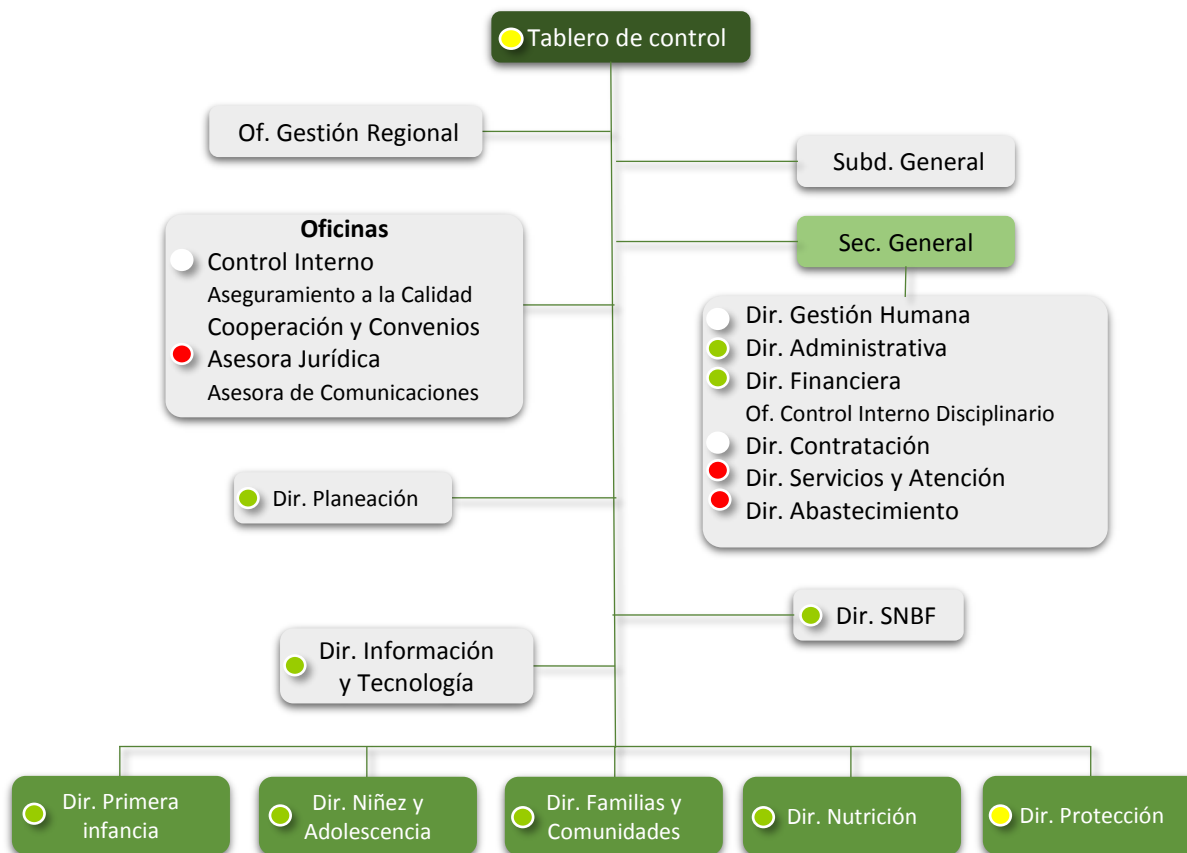 Tablero de control
Of. Gestión Regional
Subd. General
Oficinas
Control Interno
Aseguramiento a la Calidad
Cooperación y Convenios
Asesora Jurídica
Asesora de Comunicaciones
Sec. General
Dir. Gestión Humana
Dir. Administrativa
Dir. Financiera
Of. Control Interno Disciplinario
Dir. Contratación
Dir. Servicios y Atención
Dir. Abastecimiento
Dir. Planeación
Dir. SNBF
Dir. Información
y Tecnología
Dir. Primera
infancia
Dir. Niñez y
Adolescencia
Dir. Familias y
Comunidades
Dir. Nutrición
Dir. Protección